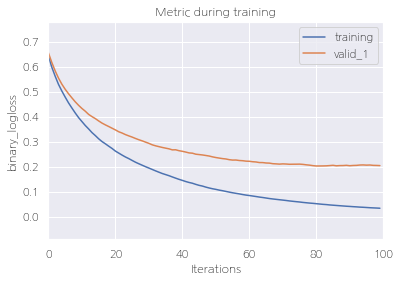 Metric during training
training
valid_1
binary_logloss
0.7
0.6
0.5
0.4
0.3
0.2
0.1
0.0
0 20 40 60 80 100
Iterations